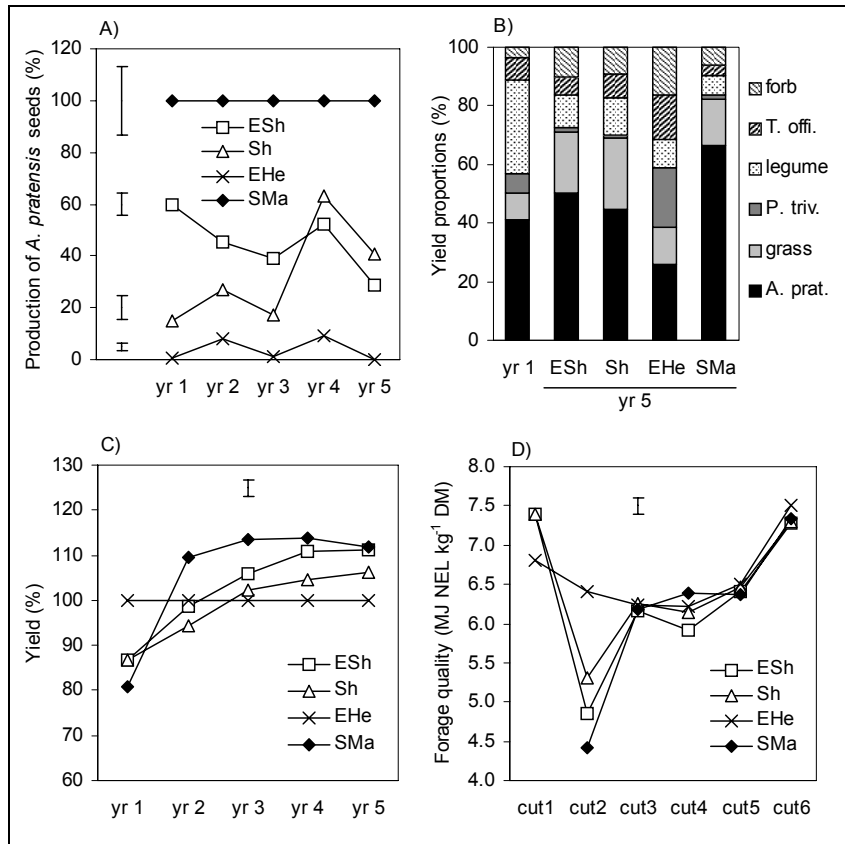 A)
Production of A. pratensis seeds (%)
120
100
80
60
40
20
0
ESh
Sh
EHe
SMa
yr 1 yr 2 yr 3 yr 4 yr 5
B)
Yield proportions (%)
100
80
60
40
20
0
forb
T. offi.
legume
P. triv.
grass
A. prat.
yr 1 ESh Sh EHe SMa
yr 5
C)
Yield (%)
130
120
110
100
90
80
70
60
ESh
Sh
EHe
SMa
yr 1 yr 2 yr 3 yr 4 yr 5
D)
Forage quality (MJ NEL kg⁻¹ DM)
8.0
7.5
7.0
6.5
6.0
5.5
5.0
4.5
4.0
ESh
Sh
EHe
SMa
cut1 cut2 cut3 cut4 cut5 cut6